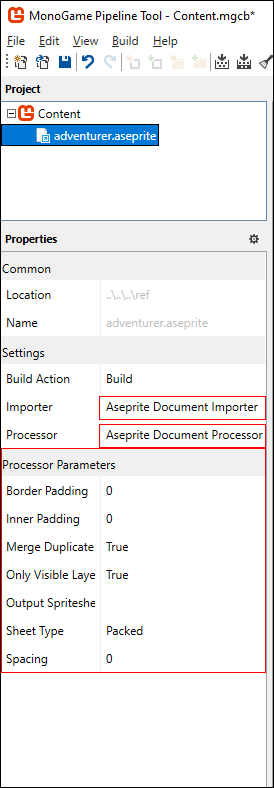 MonoGame Pipeline Tool - Content.mgcb*
File Edit View Build Help
Project
Content
adventurer.aseprite
Properties
Common
Location ..\..\..\ref
Name adventurer.aseprite
Settings
Build Action Build
Importer Aseprite Document Importer
Processor Aseprite Document Processor
Processor Parameters
Border Padding 0
Inner Padding 0
Merge Duplicate True
Only Visible Laye True
Output Spriteshe
Sheet Type Packed
Spacing 0